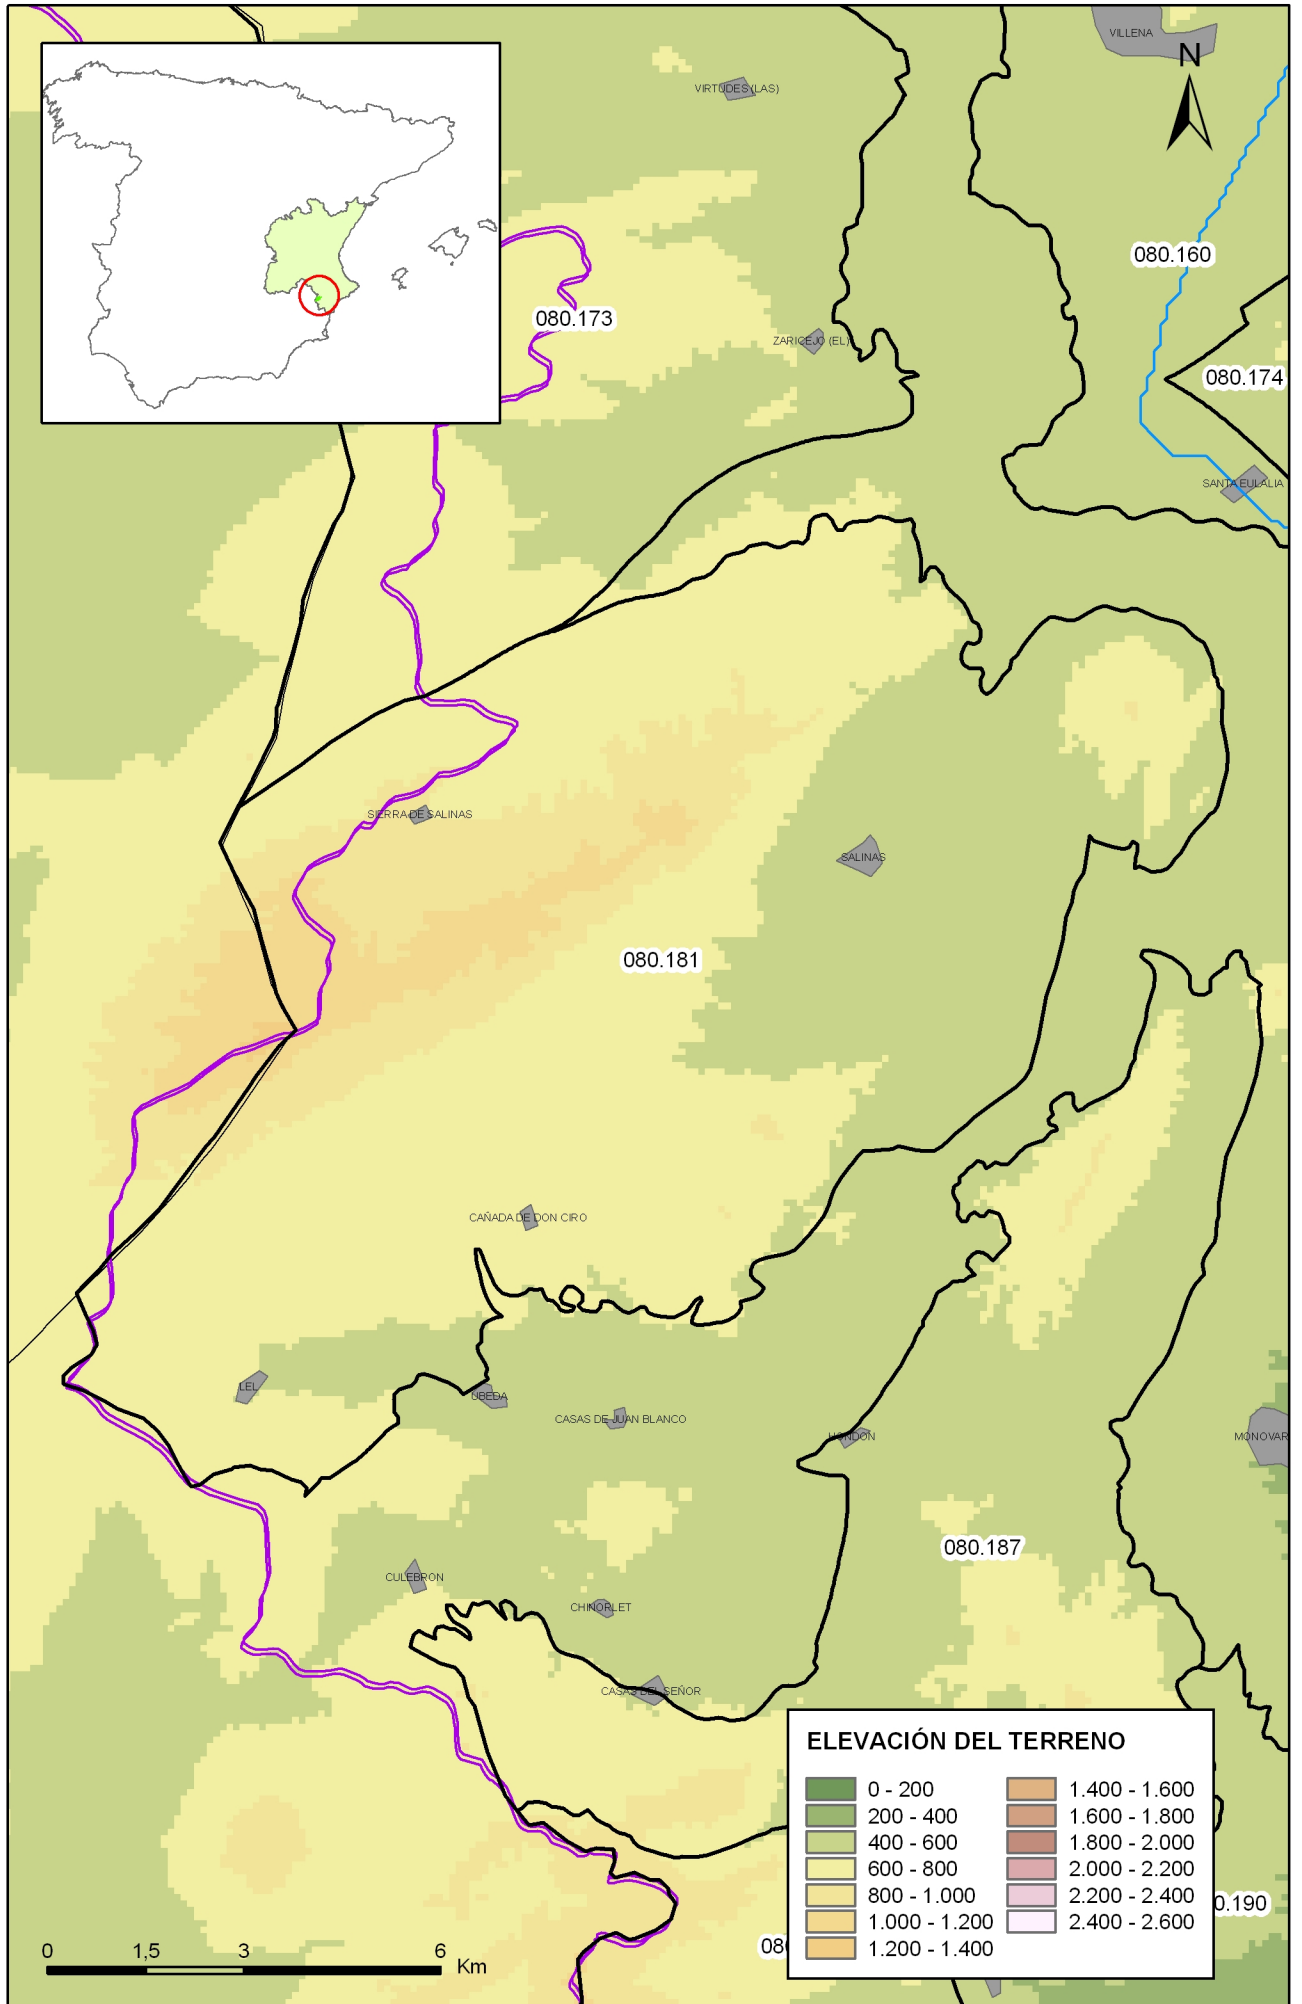 VILLENA
N
VIRTUDES (LAS)
080.160
080.173
ZARICEJO (EL)
080.174
SANTA EULALIA
SIERRA DE SALINAS
SALINAS
080.181
CAÑADA DE DON CIRO
LEL
UBEDA
CASAS DE JUAN BLANCO
HONDON
MONOVAR
080.187
CULEBRON
CHINORLET
CASAS DEL SEÑOR
ELEVACIÓN DEL TERRENO
0 - 200
200 - 400
400 - 600
600 - 800
800 - 1.000
1.000 - 1.200
1.200 - 1.400
1.400 - 1.600
1.600 - 1.800
1.800 - 2.000
2.000 - 2.200
2.200 - 2.400
2.400 - 2.600
0.190
08
0 1,5 3 6 Km